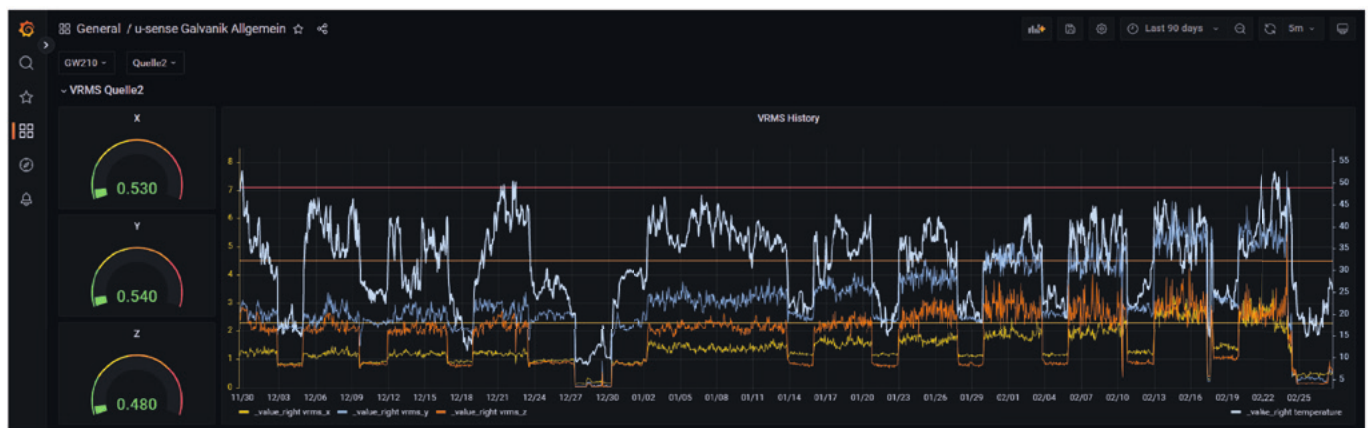 General / u-sense Galvanik Allgemein
Last 90 days
5m
GW210
Quelle2
VRMS Quelle2
X
0.530
Y
0.540
Z
0.480
VRMS History
8
7
6
5
4
3
2
1
0
55
50
45
40
35
30
25
20
15
10
5
11/30 12/03 12/06 12/09 12/12 12/15 12/18 12/21 12/24 12/27 12/30 01/02 01/05 01/08 01/11 01/14 01/17 01/20 01/23 01/26 01/29 02/01 02/04 02/07 02/10 02/13 02/16 02/19 02/22 02/25
_value_right vrms_x _value_right vrms_y _value_right vrms_z _value_right temperature